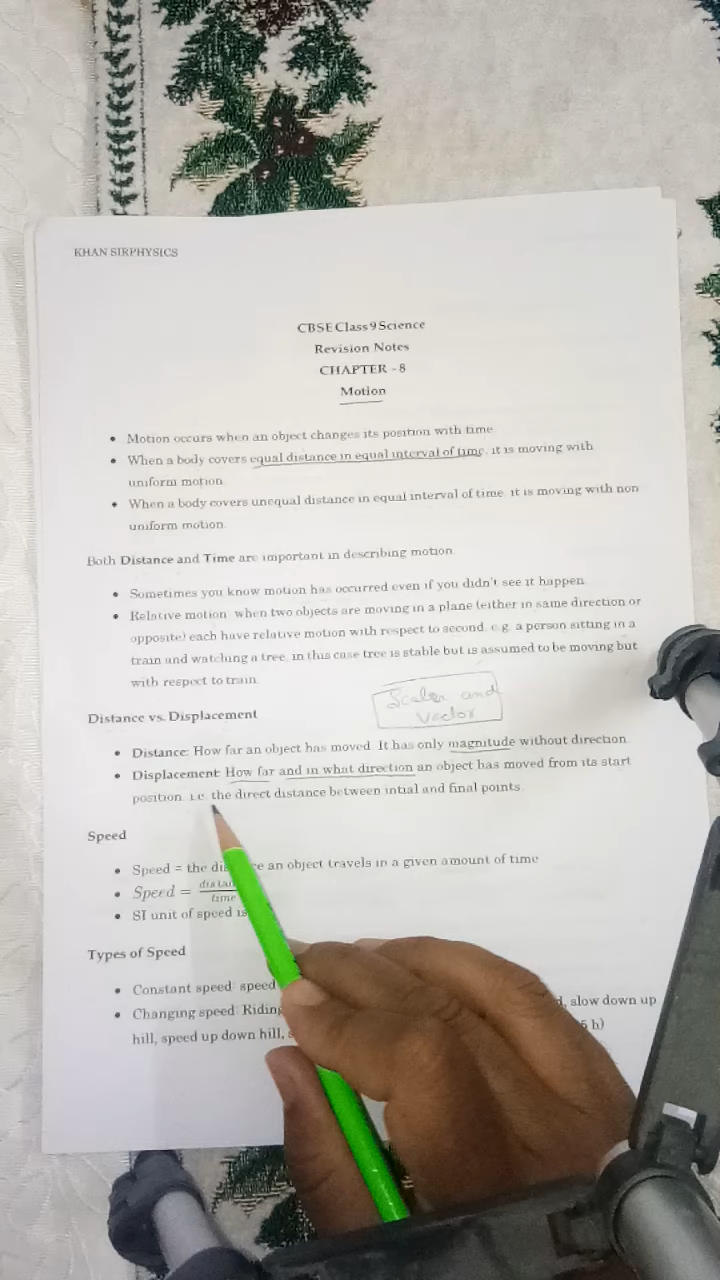 KHAN SIRPHYSICS
CBSE Class 9 Science
Revision Notes
CHAPTER - 8
Motion
• Motion occurs when an object changes its position with time.
• When a body covers equal distance in equal interval of time, it is moving with
uniform motion.
• When a body covers unequal distance in equal interval of time, it is moving with non
uniform motion.
Both Distance and Time are important in describing motion.
• Sometimes you know motion has occurred even if you didn't see it happen.
• Relative motion: when two objects are moving in a plane (either in same direction or
opposite) each have relative motion with respect to second. e.g. a person sitting in a
train and watching a tree, in this case tree is stable but is assumed to be moving but
with respect to train.
Scalar and
Vector
Distance vs. Displacement
• Distance: How far an object has moved. It has only magnitude without direction.
• Displacement: How far and in what direction an object has moved from its start
position. i.e. the direct distance between intial and final points.
Speed
• Speed = the an object travels in a given amount of time
• Speed = / time
• SI unit of speed is
Types of Speed
• Constant speed: speed
• Changing speed: Riding slow down up
hill, speed up down hill, h)